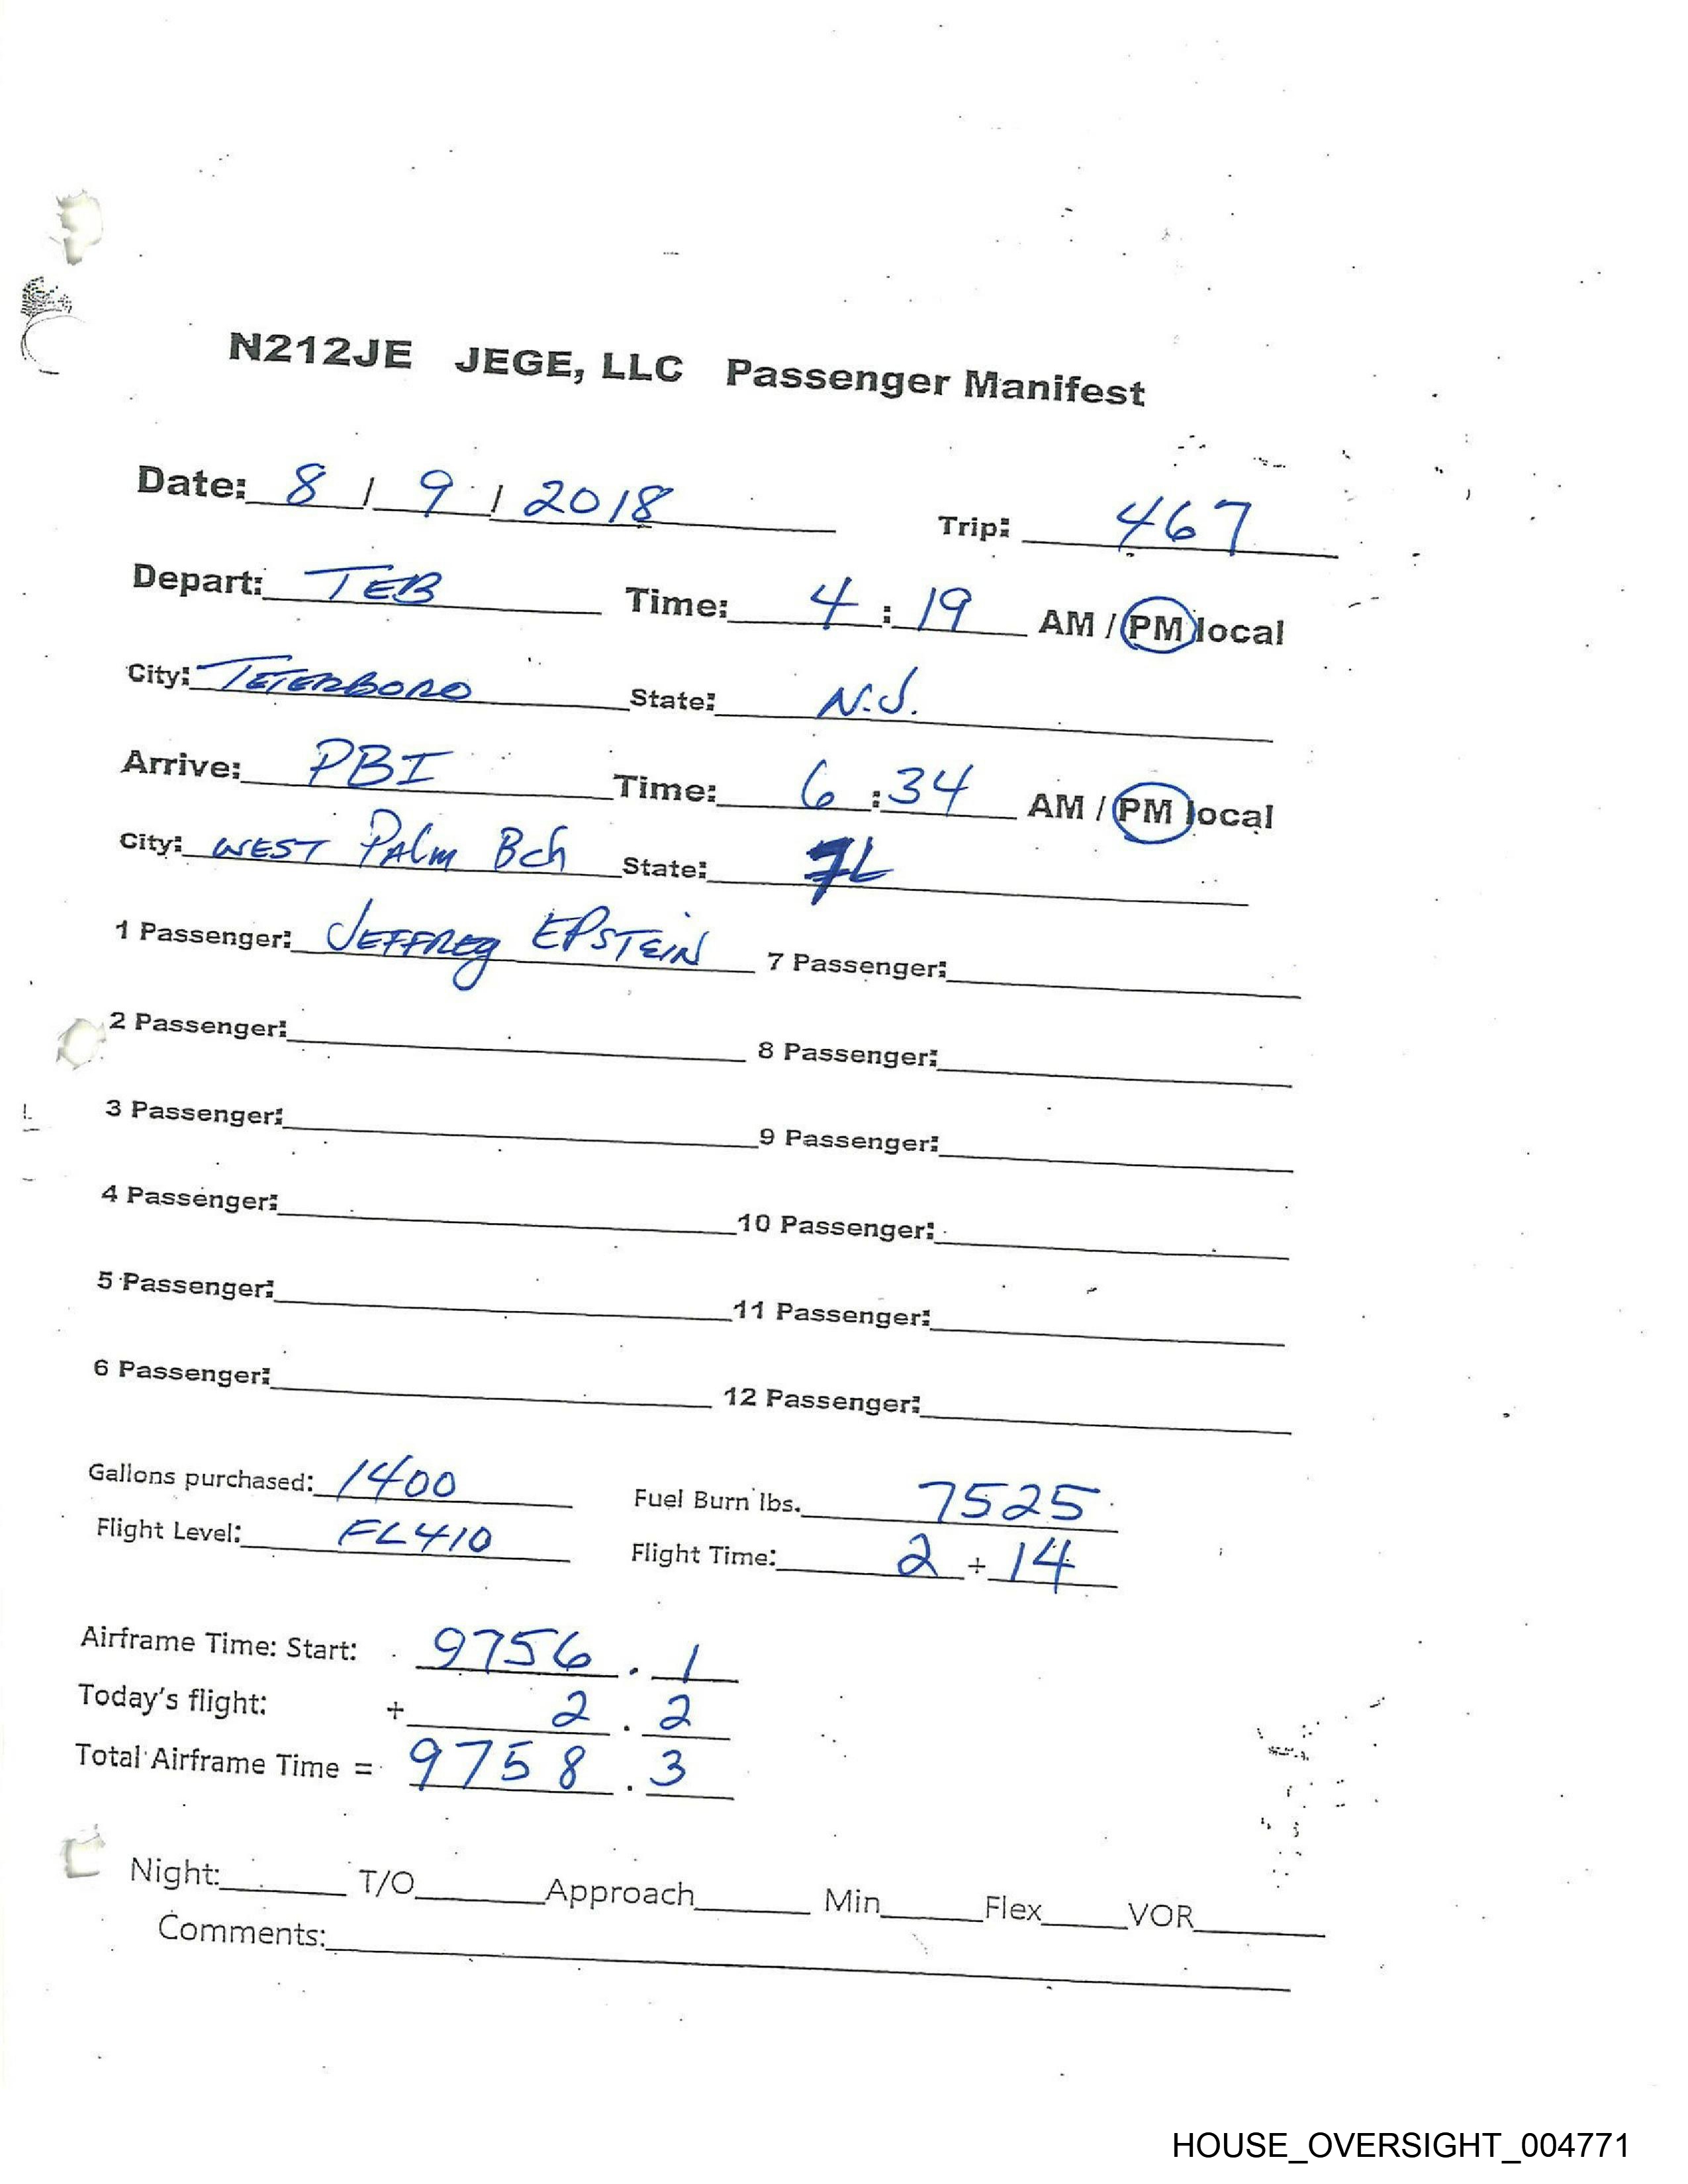 N212JE JEGE, LLC Passenger Manifest
Date: 8 / 9 / 2018 Trip: 467
Depart: TEB Time: 4 : 19 AM / PM local
City: TETERBORO State: N.J.
Arrive: PBI Time: 6 : 34 AM / PM local
City: WEST PALM Bch State: FL
1 Passenger: JEFFREY EPSTEIN 7 Passenger:
2 Passenger: 8 Passenger:
3 Passenger: 9 Passenger:
4 Passenger: 10 Passenger:
5 Passenger: 11 Passenger:
6 Passenger: 12 Passenger:
Gallons purchased: 1400 Fuel Burn lbs. 7525
Flight Level: FL410 Flight Time: 2 + 14
Airframe Time: Start: 9756 . 1
Today's flight: + 2 . 2
Total Airframe Time = 9758 . 3
Night: T/O Approach Min Flex VOR
Comments:
HOUSE_OVERSIGHT_004771